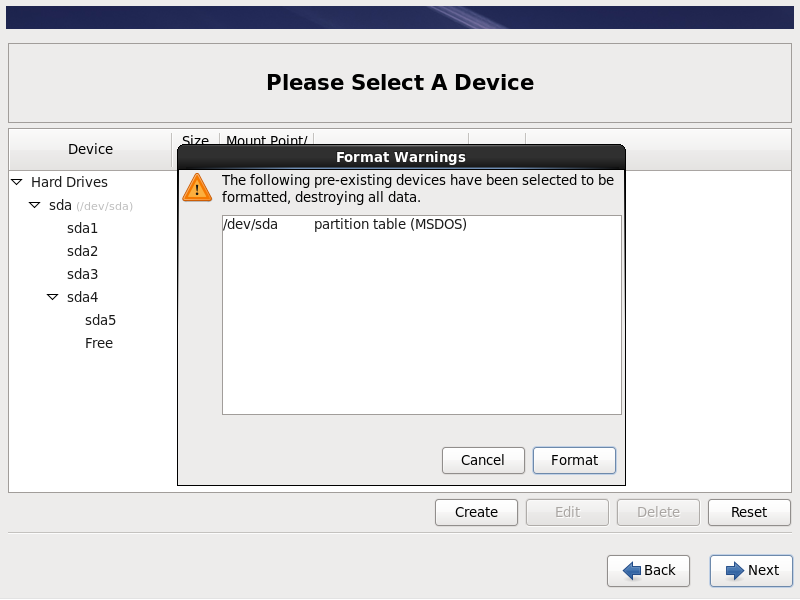 Please Select A Device
Device
Size
Mount Point/
Format Warnings
The following pre-existing devices have been selected to be
formatted, destroying all data.
/dev/sda partition table (MSDOS)
Hard Drives
sda (/dev/sda)
sda1
sda2
sda3
sda4
sda5
Free
Cancel
Format
Create
Edit
Delete
Reset
Back
Next